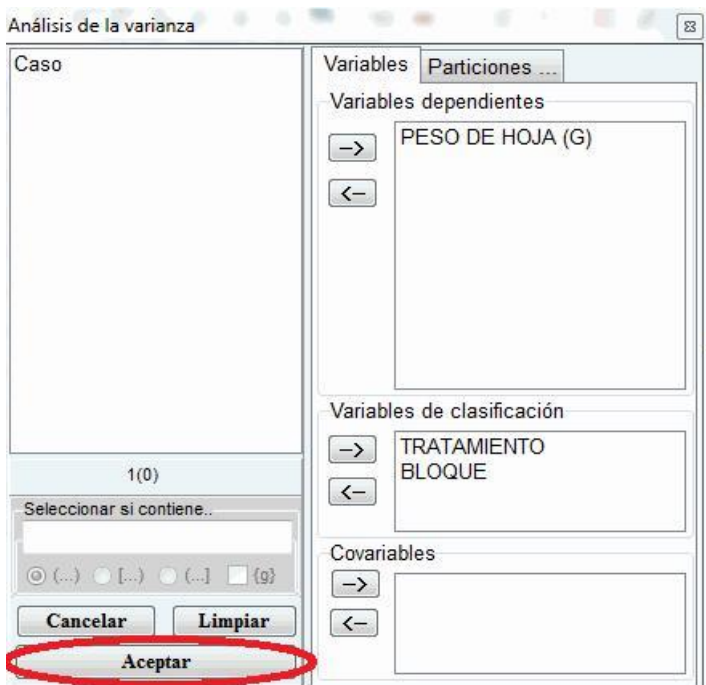 Análisis de la varianza
Caso
1(0)
Seleccionar si contiene..
(...) [...) (...] {g}
Cancelar Limpiar
Aceptar
Variables Particiones ...
Variables dependientes
-> PESO DE HOJA (G)
<-
Variables de clasificación
-> TRATAMIENTO
<- BLOQUE
Covariables
->
<-